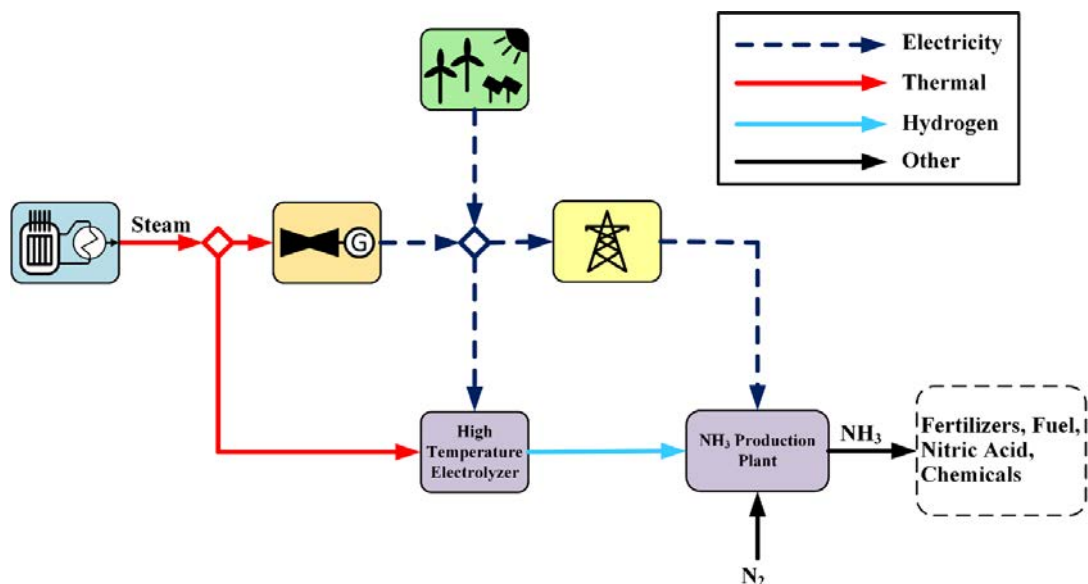 Electricity
Thermal
Hydrogen
Other
Steam
G
High
Temperature
Electrolyzer
NH₃ Production
Plant
NH₃
Fertilizers, Fuel,
Nitric Acid,
Chemicals
N₂